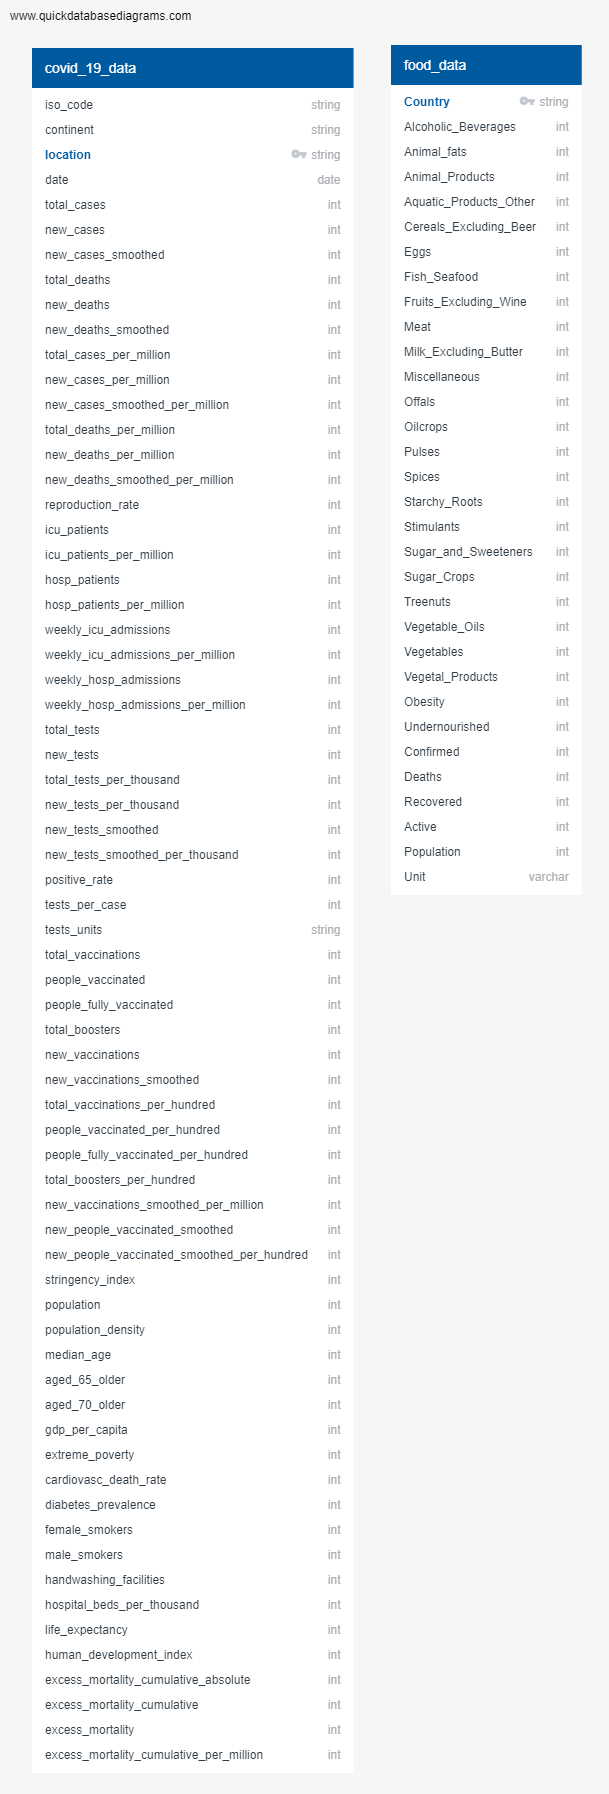 www.quickdatabasediagrams.com
covid_19_data
iso_code string
continent string
location string
date date
total_cases int
new_cases int
new_cases_smoothed int
total_deaths int
new_deaths int
new_deaths_smoothed int
total_cases_per_million int
new_cases_per_million int
new_cases_smoothed_per_million int
total_deaths_per_million int
new_deaths_per_million int
new_deaths_smoothed_per_million int
reproduction_rate int
icu_patients int
icu_patients_per_million int
hosp_patients int
hosp_patients_per_million int
weekly_icu_admissions int
weekly_icu_admissions_per_million int
weekly_hosp_admissions int
weekly_hosp_admissions_per_million int
total_tests int
new_tests int
total_tests_per_thousand int
new_tests_per_thousand int
new_tests_smoothed int
new_tests_smoothed_per_thousand int
positive_rate int
tests_per_case int
tests_units string
total_vaccinations int
people_vaccinated int
people_fully_vaccinated int
total_boosters int
new_vaccinations int
new_vaccinations_smoothed int
total_vaccinations_per_hundred int
people_vaccinated_per_hundred int
people_fully_vaccinated_per_hundred int
total_boosters_per_hundred int
new_vaccinations_smoothed_per_million int
new_people_vaccinated_smoothed int
new_people_vaccinated_smoothed_per_hundred int
stringency_index int
population int
population_density int
median_age int
aged_65_older int
aged_70_older int
gdp_per_capita int
extreme_poverty int
cardiovasc_death_rate int
diabetes_prevalence int
female_smokers int
male_smokers int
handwashing_facilities int
hospital_beds_per_thousand int
life_expectancy int
human_development_index int
excess_mortality_cumulative_absolute int
excess_mortality_cumulative int
excess_mortality int
excess_mortality_cumulative_per_million int
food_data
Country string
Alcoholic_Beverages int
Animal_fats int
Animal_Products int
Aquatic_Products_Other int
Cereals_Excluding_Beer int
Eggs int
Fish_Seafood int
Fruits_Excluding_Wine int
Meat int
Milk_Excluding_Butter int
Miscellaneous int
Offals int
Oilcrops int
Pulses int
Spices int
Starchy_Roots int
Stimulants int
Sugar_and_Sweeteners int
Sugar_Crops int
Treenuts int
Vegetable_Oils int
Vegetables int
Vegetal_Products int
Obesity int
Undernourished int
Confirmed int
Deaths int
Recovered int
Active int
Population int
Unit varchar